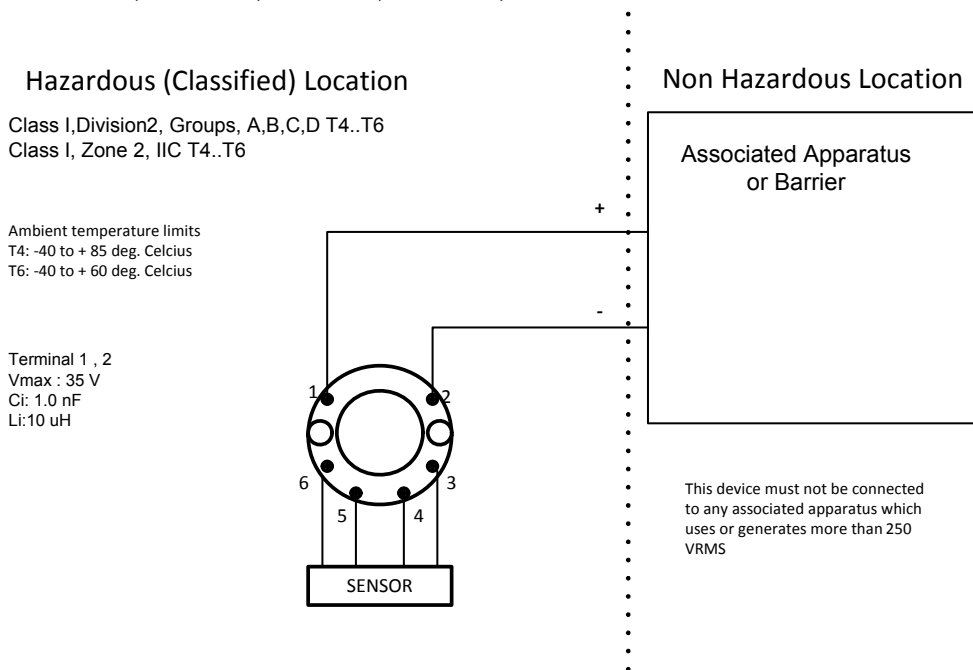 Hazardous (Classified) Location
Class I,Division2, Groups, A,B,C,D T4..T6
Class I, Zone 2, IIC T4..T6
Ambient temperature limits
T4: -40 to + 85 deg. Celcius
T6: -40 to + 60 deg. Celcius
Terminal 1 , 2
Vmax : 35 V
Ci: 1.0 nF
Li:10 uH
+
-
1
2
6
3
5
4
SENSOR
Non Hazardous Location
Associated Apparatus
or Barrier
This device must not be connected
to any associated apparatus which
uses or generates more than 250
VRMS